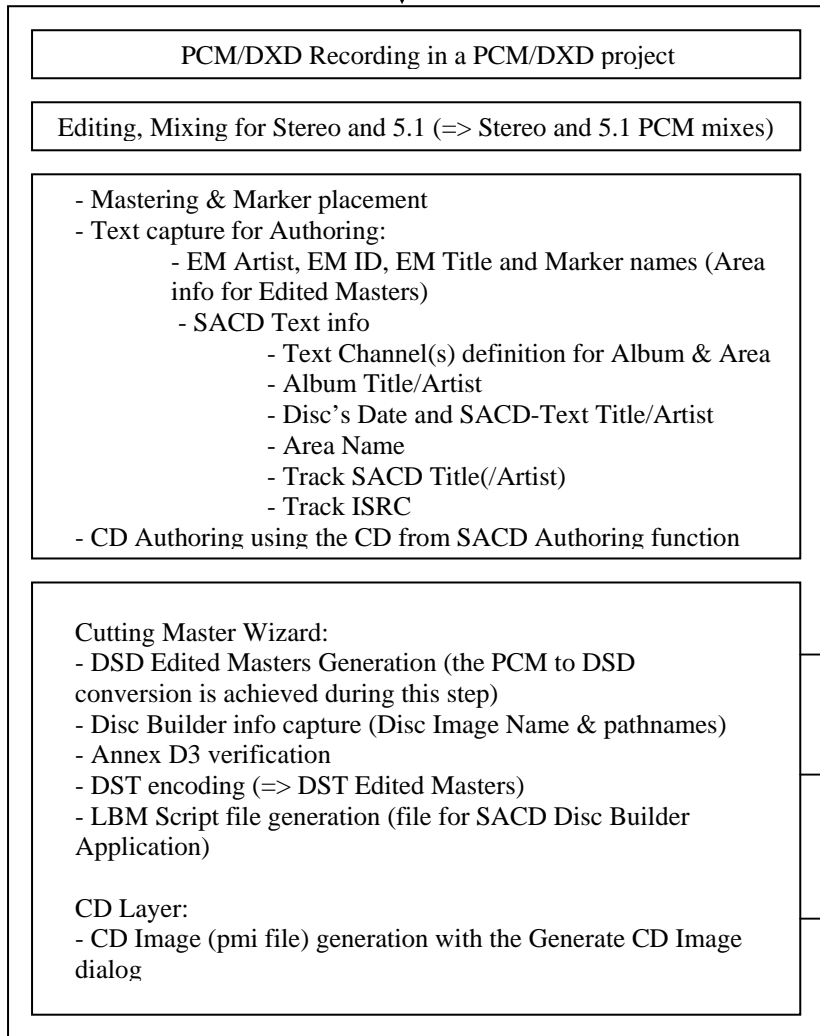 PCM/DXD Recording in a PCM/DXD project
Editing, Mixing for Stereo and 5.1 (=> Stereo and 5.1 PCM mixes)
- Mastering & Marker placement
- Text capture for Authoring:
- EM Artist, EM ID, EM Title and Marker names (Area
info for Edited Masters)
- SACD Text info
- Text Channel(s) definition for Album & Area
- Album Title/Artist
- Disc’s Date and SACD-Text Title/Artist
- Area Name
- Track SACD Title(/Artist)
- Track ISRC
- CD Authoring using the CD from SACD Authoring function
Cutting Master Wizard:
- DSD Edited Masters Generation (the PCM to DSD
conversion is achieved during this step)
- Disc Builder info capture (Disc Image Name & pathnames)
- Annex D3 verification
- DST encoding (=> DST Edited Masters)
- LBM Script file generation (file for SACD Disc Builder
Application)
CD Layer:
- CD Image (pmi file) generation with the Generate CD Image
dialog